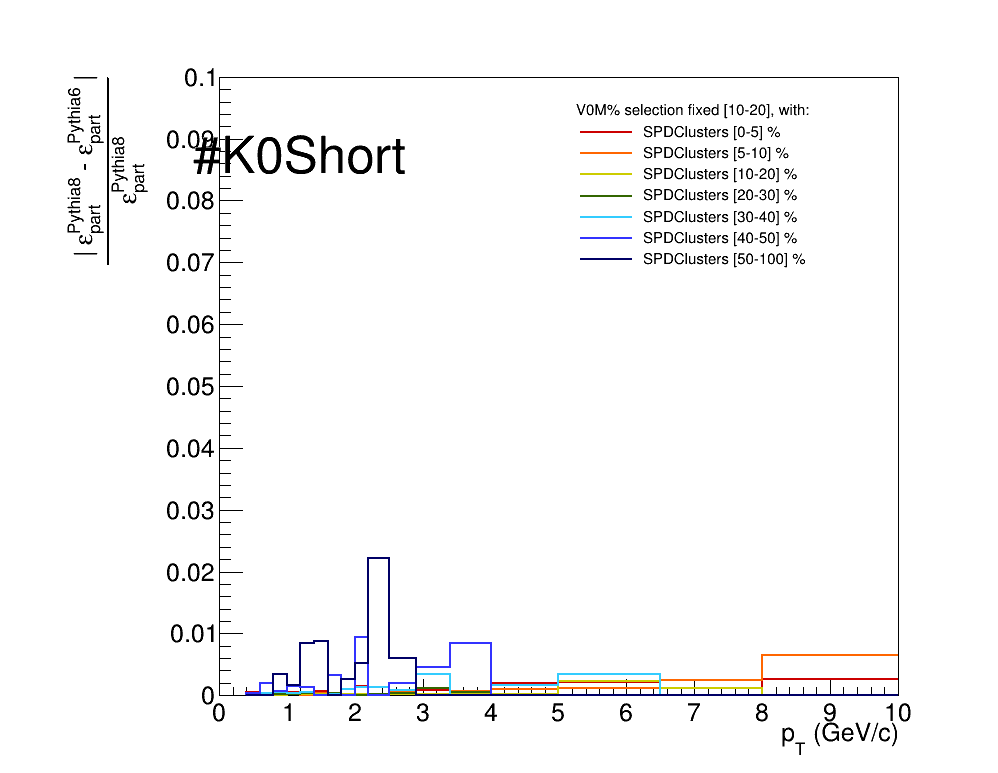 | ε_part^Pythia8 - ε_part^Pythia6 |
ε_part^Pythia8
0.1
0.09
0.08
0.07
0.06
0.05
0.04
0.03
0.02
0.01
0
#K0Short
V0M% selection fixed [10-20], with:
SPDClusters [0-5] %
SPDClusters [5-10] %
SPDClusters [10-20] %
SPDClusters [20-30] %
SPDClusters [30-40] %
SPDClusters [40-50] %
SPDClusters [50-100] %
0 1 2 3 4 5 6 7 8 9 10
p_T (GeV/c)